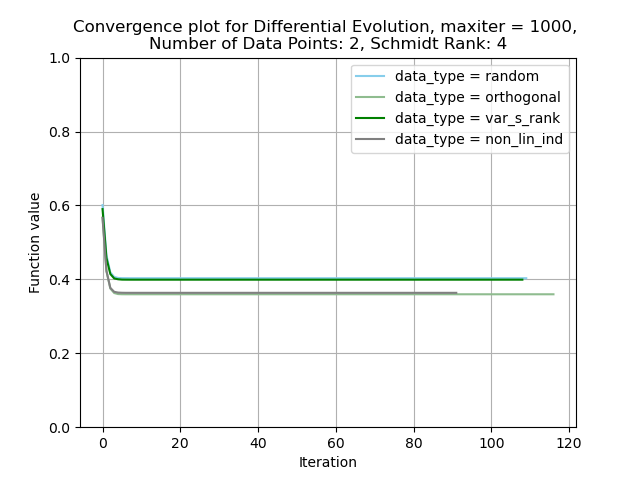 Convergence plot for Differential Evolution, maxiter = 1000,
Number of Data Points: 2, Schmidt Rank: 4
1.0
0.8
0.6
0.4
0.2
0.0
Function value
data_type = random
data_type = orthogonal
data_type = var_s_rank
data_type = non_lin_ind
0 20 40 60 80 100 120
Iteration